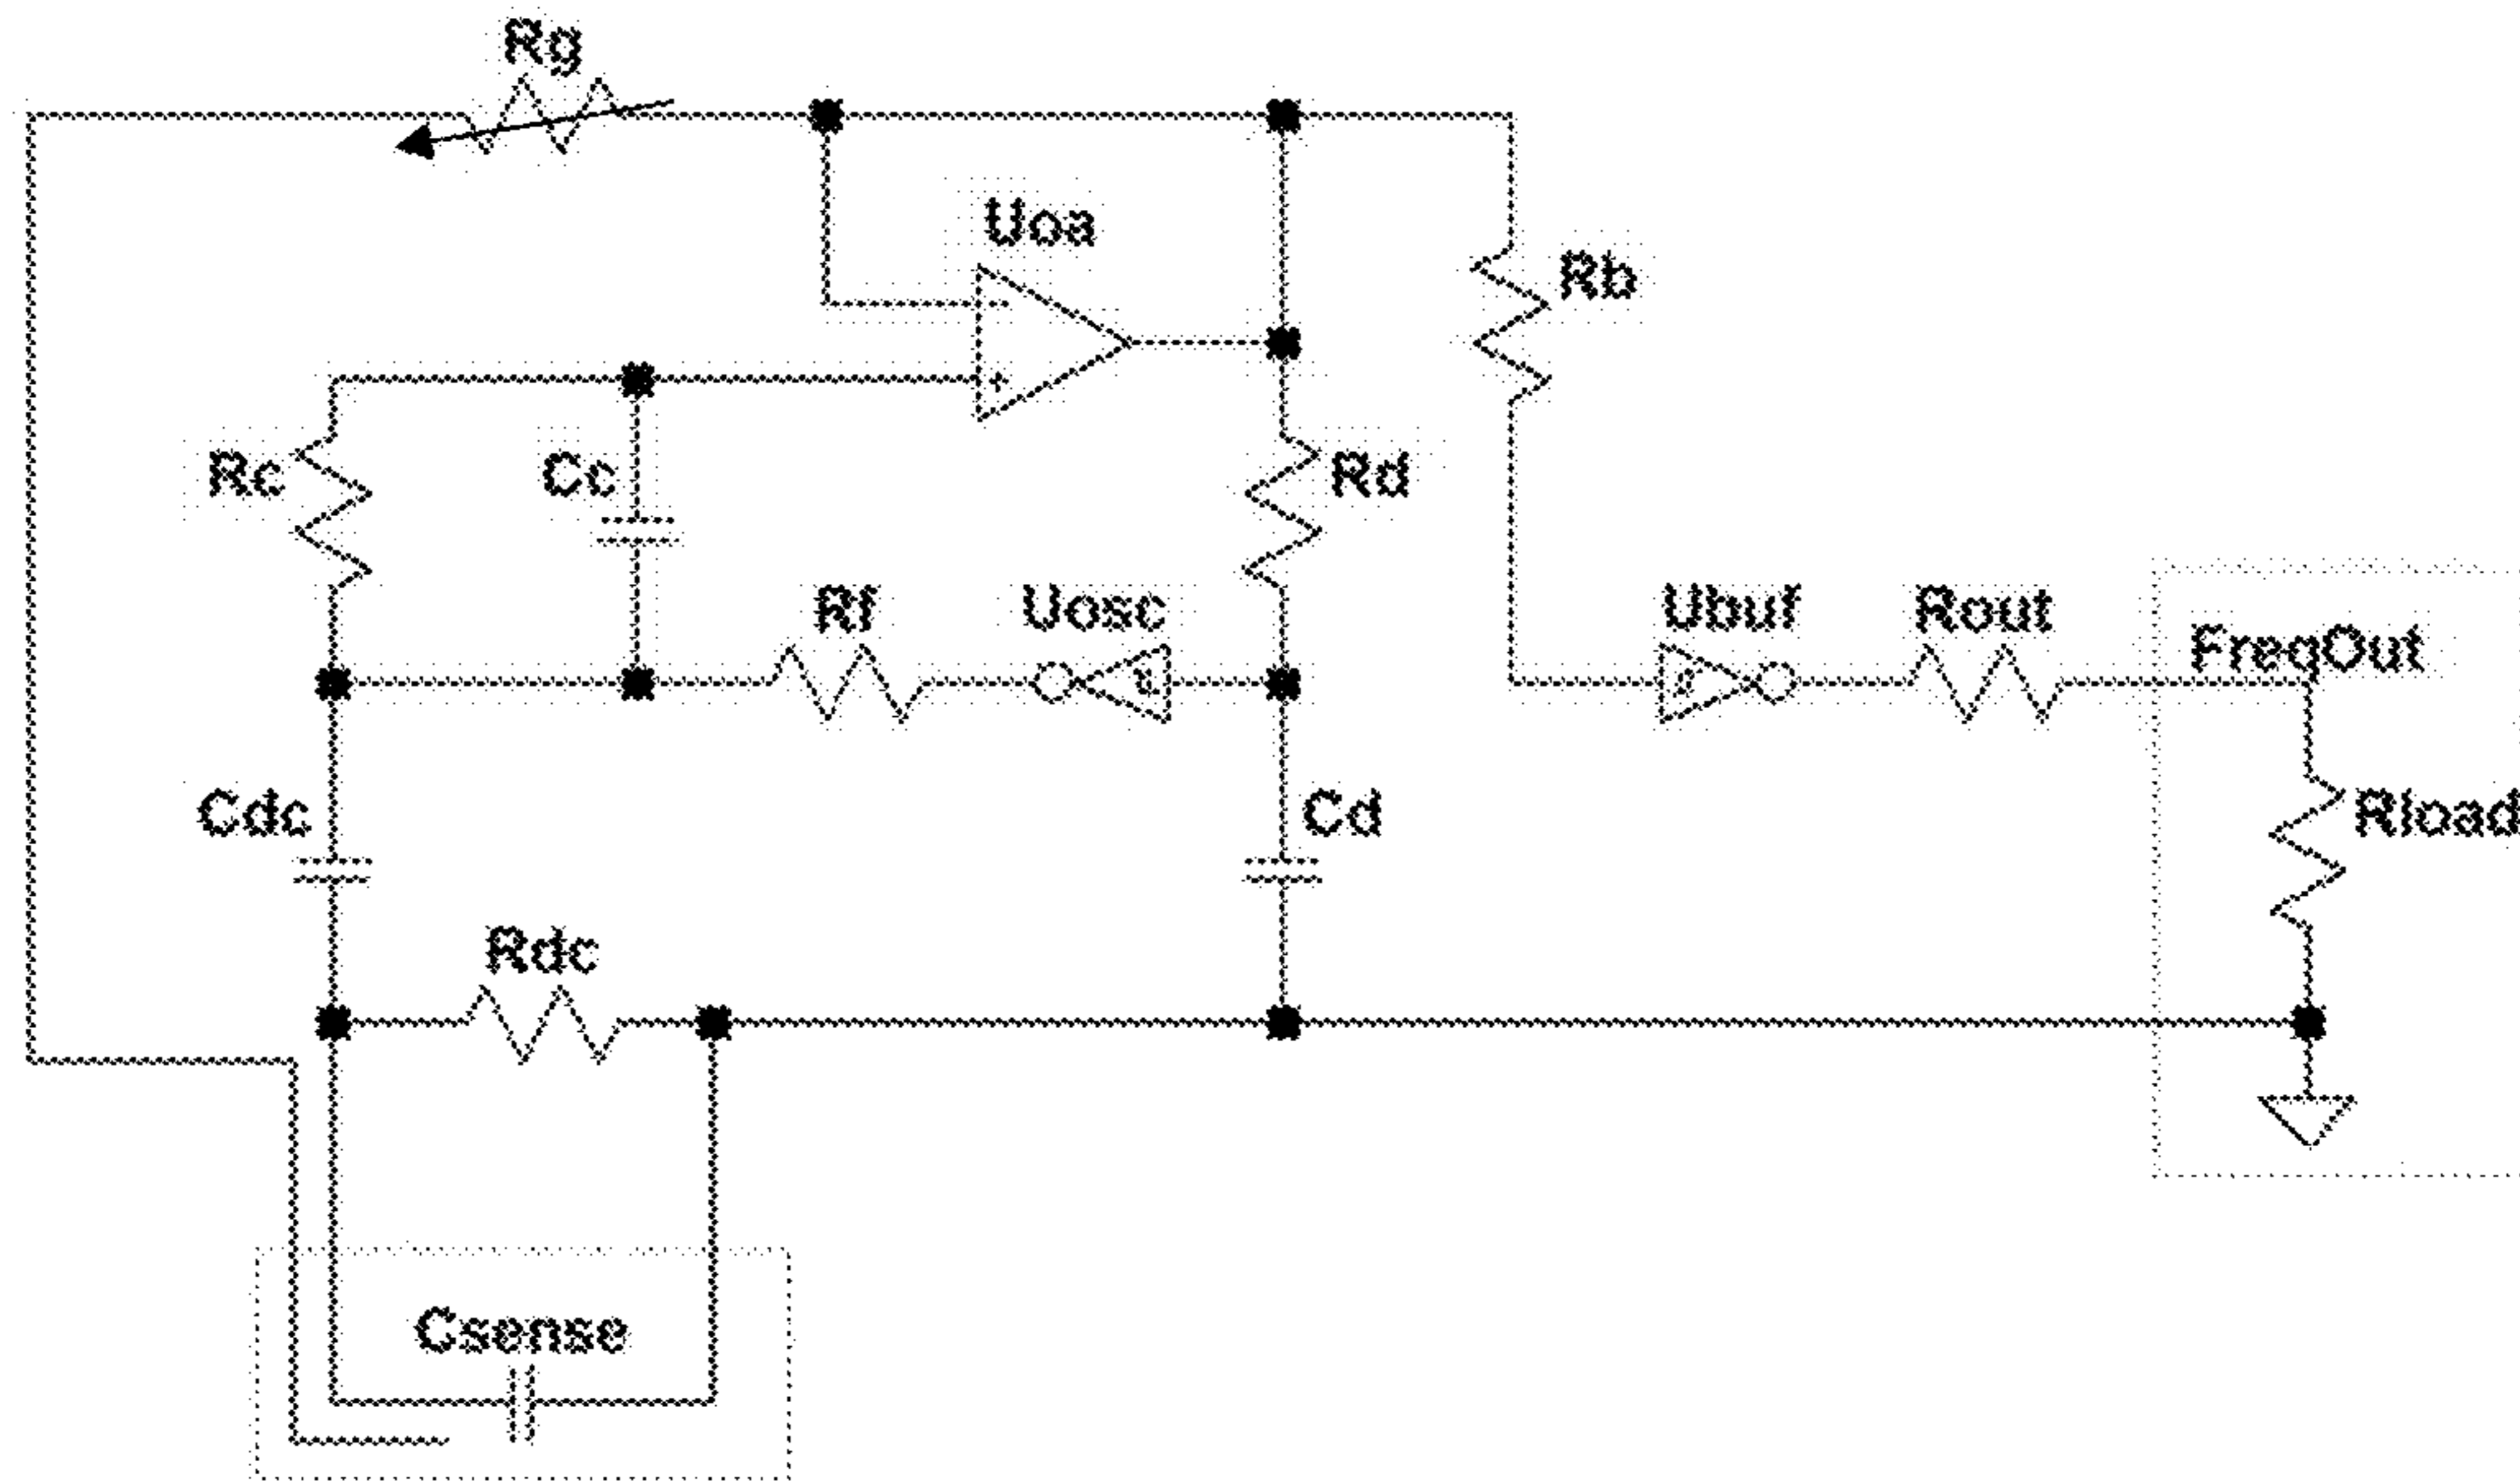 Rg
Uoa
Rb
Rc
Cc
Rd
Rf
Uosc
Ubuf
Rout
FreqOut
Cdc
Cd
Rload
Rdc
Csense